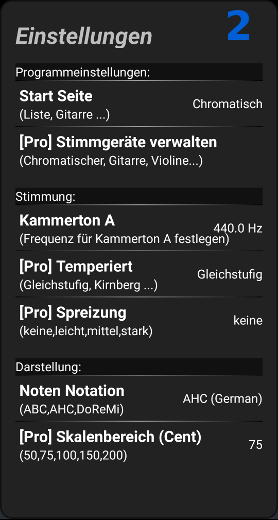 Einstellungen 2
Programmeinstellungen:
Start Seite
Chromatisch
(Liste, Gitarre ...)
[Pro] Stimmgeräte verwalten
(Chromatischer, Gitarre, Violine...)
Stimmung:
Kammerton A
440.0 Hz
(Frequenz für Kammerton A festlegen)
[Pro] Temperiert
Gleichstufig
(Gleichstufig, Kirnberg ...)
[Pro] Spreizung
keine
(keine,leicht,mittel,stark)
Darstellung:
Noten Notation
AHC (German)
(ABC,AHC,DoReMi)
[Pro] Skalenbereich (Cent)
75
(50,75,100,150,200)